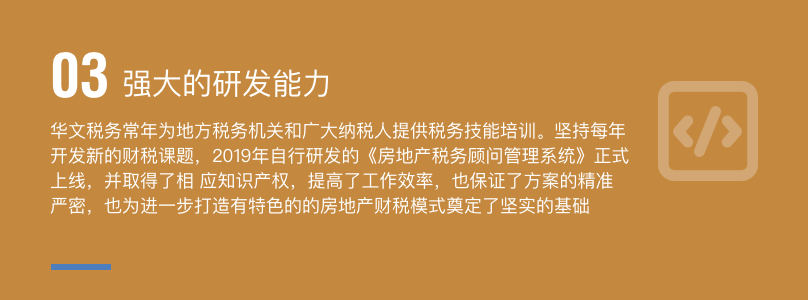 03 强大的研发能力
华文税务常年为地方税务机关和广大纳税人提供税务技能培训。坚持每年
开发新的财税课题，2019年自行研发的《房地产税务顾问管理系统》正式
上线，并取得了相 应知识产权，提高了工作效率，也保证了方案的精准
严密，也为进一步打造有特色的的房地产财税模式奠定了坚实的基础